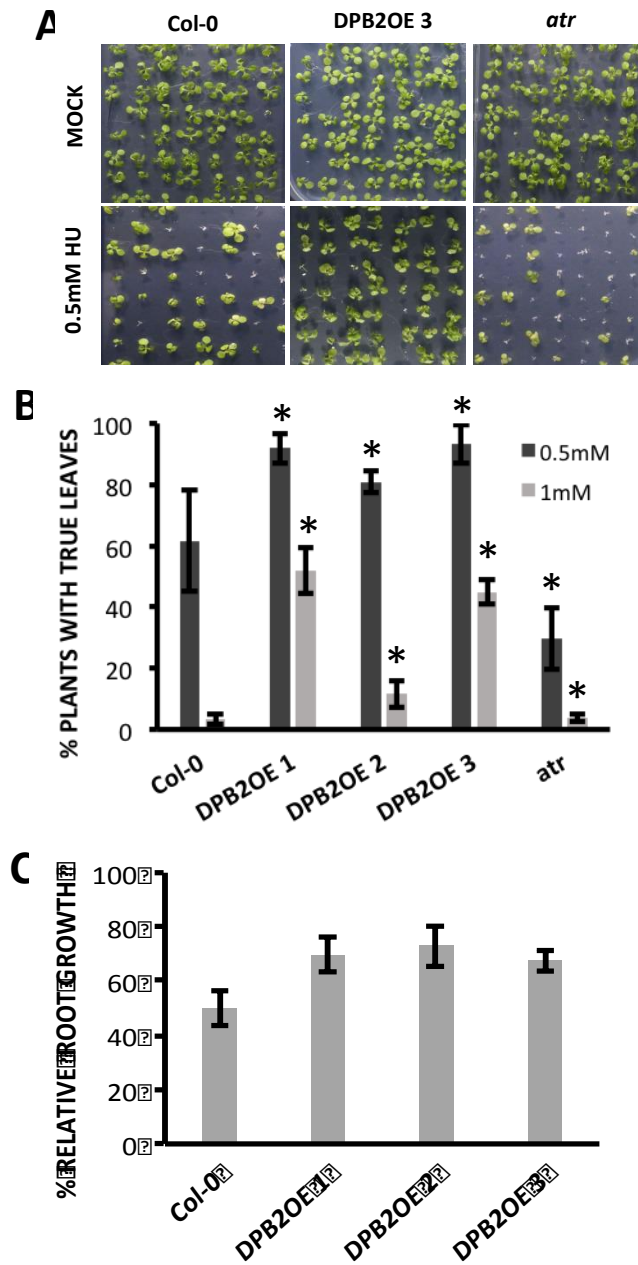 A
Col-0 DPB2OE 3 atr
MOCK
0.5mM HU
B
% PLANTS WITH TRUE LEAVES
100
80
60
40
20
0
0.5mM
1mM
* * * * * * * *
Col-0 DPB2OE 1 DPB2OE 2 DPB2OE 3 atr
C
% RELATIVE ROOT GROWTH
100
80
60
40
20
0
Col-0 DPB2OE 1 DPB2OE 2 DPB2OE 3